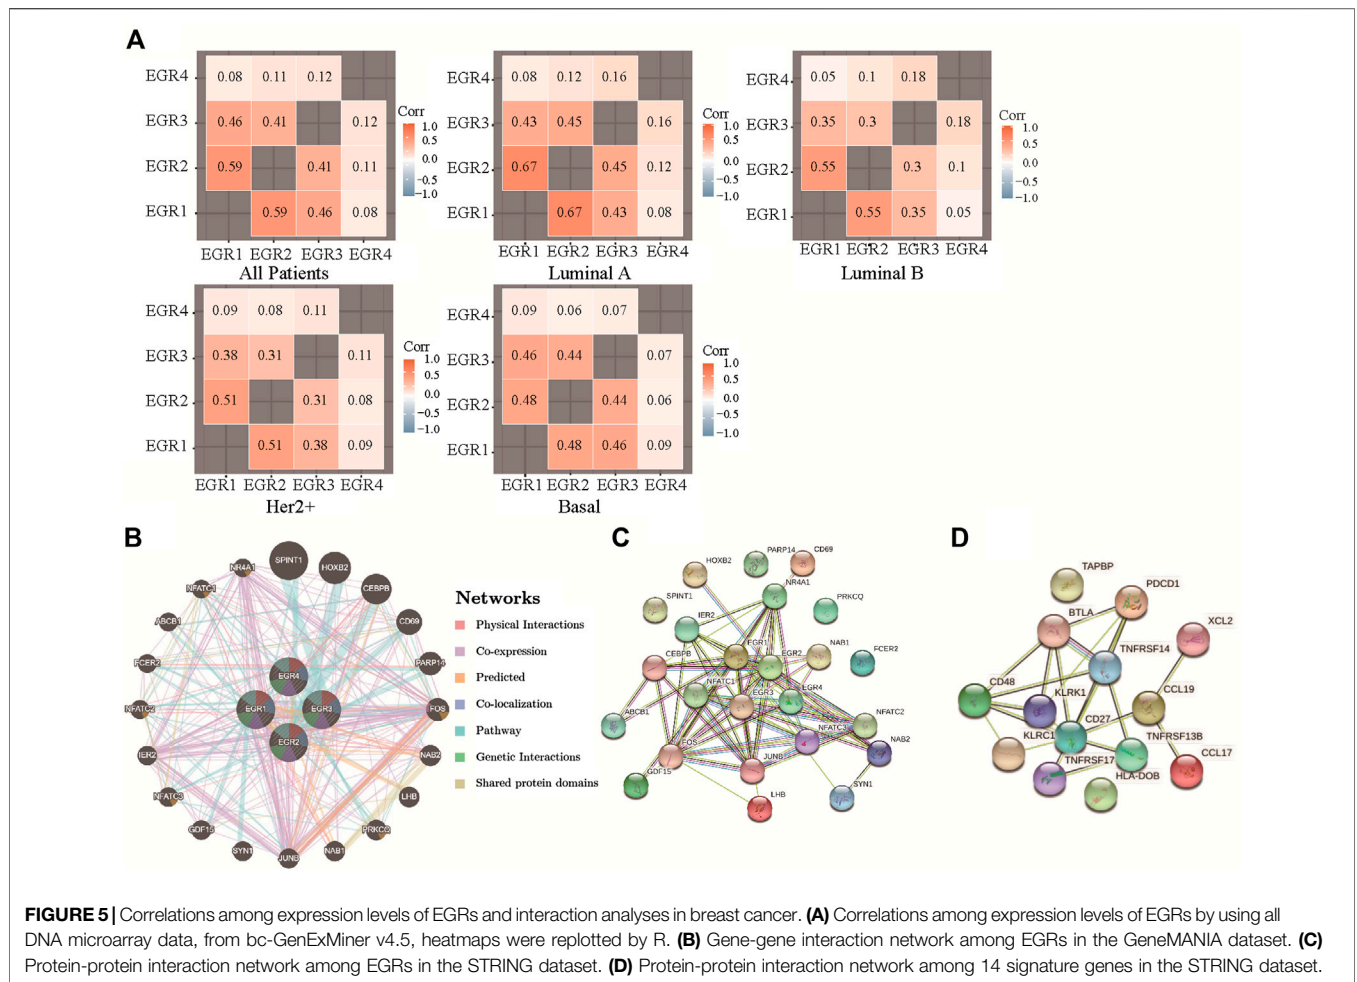 A
EGR4 0.08 0.11 0.12
EGR3 0.46 0.41 0.12
EGR2 0.59 0.41 0.11
EGR1 0.59 0.46 0.08
EGR1 EGR2 EGR3 EGR4
All Patients
Corr
1.0
0.5
0.0
−0.5
−1.0
EGR4 0.08 0.12 0.16
EGR3 0.43 0.45 0.16
EGR2 0.67 0.45 0.12
EGR1 0.67 0.43 0.08
EGR1 EGR2 EGR3 EGR4
Luminal A
Corr
1.0
0.5
0.0
−0.5
−1.0
EGR4 0.05 0.1 0.18
EGR3 0.35 0.3 0.18
EGR2 0.55 0.3 0.1
EGR1 0.55 0.35 0.05
EGR1 EGR2 EGR3 EGR4
Luminal B
Corr
1.0
0.5
0.0
−0.5
−1.0
EGR4 0.09 0.08 0.11
EGR3 0.38 0.31 0.11
EGR2 0.51 0.31 0.08
EGR1 0.51 0.38 0.09
EGR1 EGR2 EGR3 EGR4
Her2+
Corr
1.0
0.5
0.0
−0.5
−1.0
EGR4 0.09 0.06 0.07
EGR3 0.46 0.44 0.07
EGR2 0.48 0.44 0.06
EGR1 0.48 0.46 0.09
EGR1 EGR2 EGR3 EGR4
Basal
Corr
1.0
0.5
0.0
−0.5
−1.0
B
SPINT1
HOXB2
NR4A1
CEBPB
NFATC1
CD69
ABCB1
PARP14
FCER2
EGR4
EGR1
EGR3
EGR2
NFATC2
FOS
IER2
NAB2
NFATC3
LHB
GDF15
PRKCQ
SYN1
JUNB
NAB1
Networks
Physical Interactions
Co-expression
Predicted
Co-localization
Pathway
Genetic Interactions
Shared protein domains
C
PARP14
CD69
HOXB2
NR4A1
SPINT1
PRKCQ
IER2
EGR1
CEBPB
EGR2
NAB1
FCER2
NFATC1
EGR3
EGR4
ABCB1
NFATC2
NFATC3
FOS
NAB2
JUNB
GDF15
SYN1
LHB
D
TAPBP
PDCD1
BTLA
XCL2
TNFRSF14
CD48
KLRK1
CCL19
CD27
KLRC1
TNFRSF13B
CCL17
TNFRSF17
HLA-DOB
FIGURE 5 | Correlations among expression levels of EGRs and interaction analyses in breast cancer. (A) Correlations among expression levels of EGRs by using all
DNA microarray data, from bc-GenExMiner v4.5, heatmaps were replotted by R. (B) Gene-gene interaction network among EGRs in the GeneMANIA dataset. (C)
Protein-protein interaction network among EGRs in the STRING dataset. (D) Protein-protein interaction network among 14 signature genes in the STRING dataset.